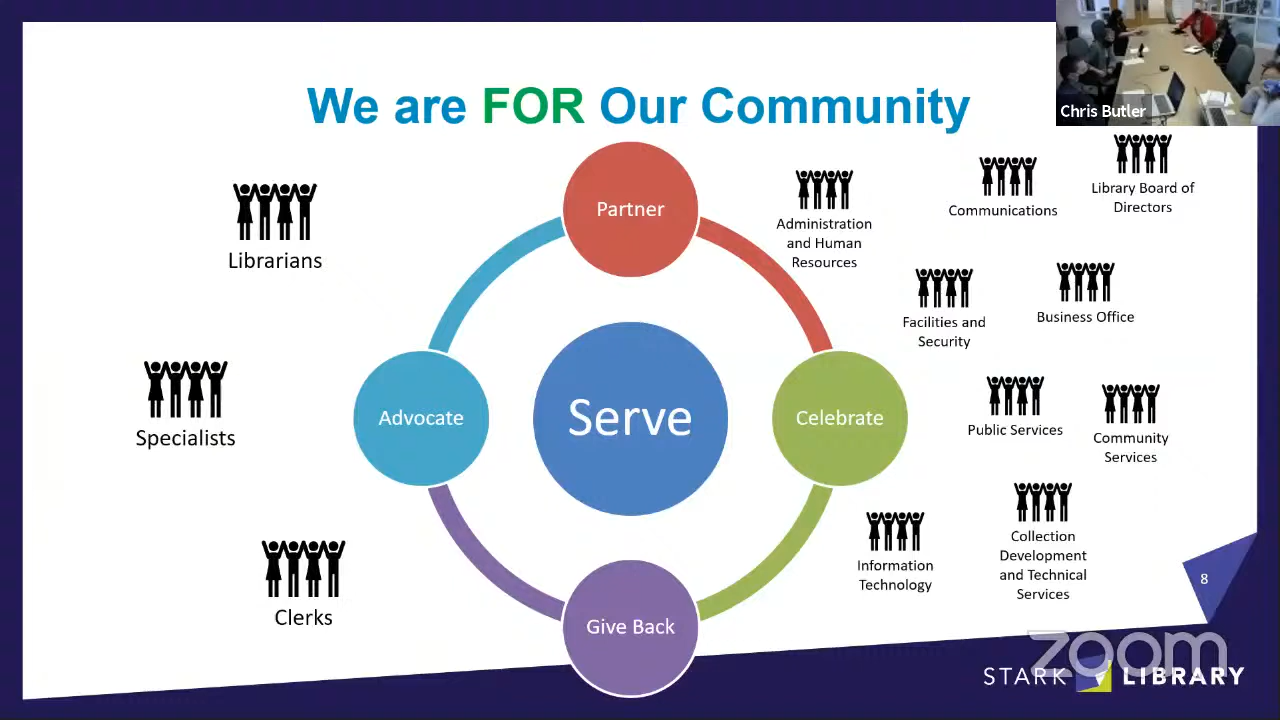 We are FOR Our Community
Chris Butler
Librarians
Specialists
Clerks
Partner
Advocate
Serve
Celebrate
Give Back
Administration
and Human
Resources
Communications
Library Board of
Directors
Facilities and
Security
Business Office
Public Services
Community
Services
Information
Technology
Collection
Development
and Technical
Services
8
zoom
STARK LIBRARY